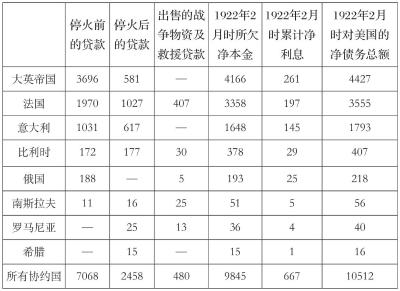 停火前的贷款 停火后的贷款 出售的战争物资及救援贷款 1922年2月时所欠净本金 1922年2月时累计净利息 1922年2月时对美国的净债务总额
大英帝国 3696 581 — 4166 261 4427
法国 1970 1027 407 3358 197 3555
意大利 1031 617 — 1648 145 1793
比利时 172 177 30 378 29 407
俄国 188 — 5 193 25 218
南斯拉夫 11 16 25 51 5 56
罗马尼亚 — 25 13 36 4 40
希腊 — 15 — 15 1 16
所有协约国 7068 2458 480 9845 667 10512